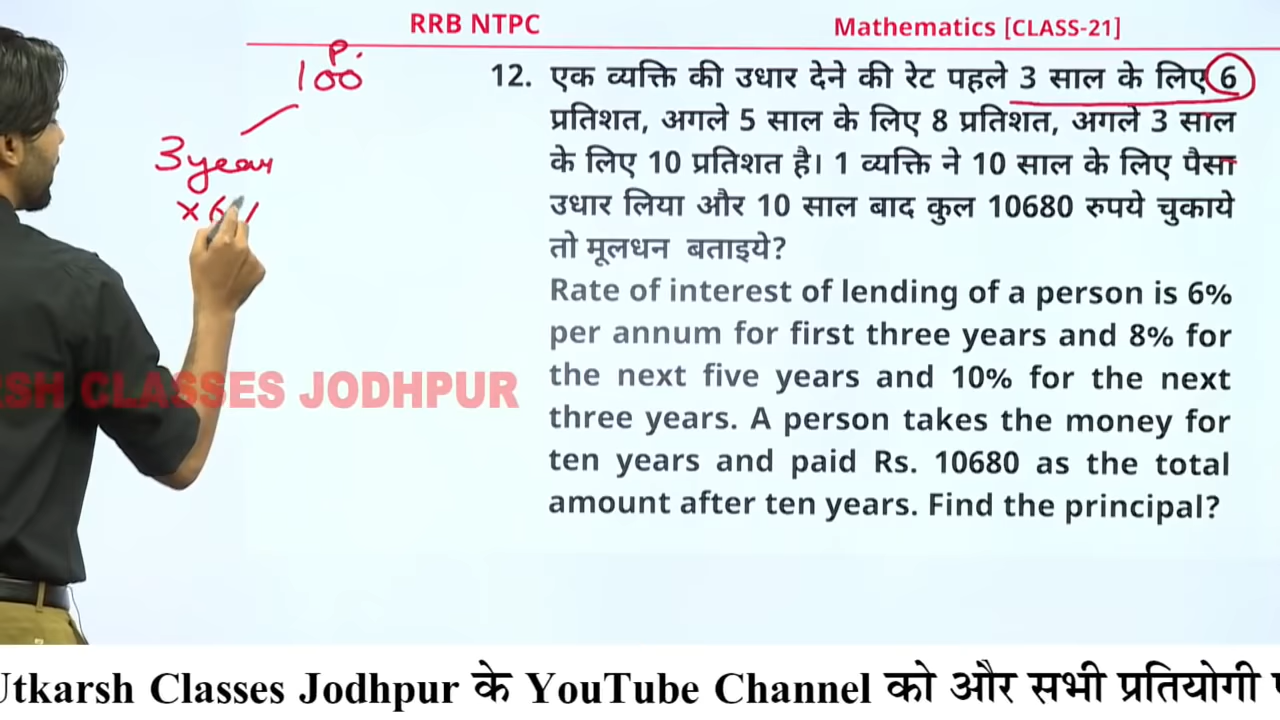 RRB NTPC
Mathematics [CLASS-21]
P.
100
3 year
12. एक व्यक्ति की उधार देने की रेट पहले 3 साल के लिए 6
प्रतिशत, अगले 5 साल के लिए 8 प्रतिशत, अगले 3 साल
के लिए 10 प्रतिशत है। 1 व्यक्ति ने 10 साल के लिए पैसा
उधार लिया और 10 साल बाद कुल 10680 रुपये चुकाये
तो मूलधन बताइये?
Rate of interest of lending of a person is 6%
per annum for first three years and 8% for
the next five years and 10% for the next
three years. A person takes the money for
ten years and paid Rs. 10680 as the total
amount after ten years. Find the principal?
CLASSES JODHPUR
Utkarsh Classes Jodhpur के YouTube Channel को और सभी प्रतियोगी